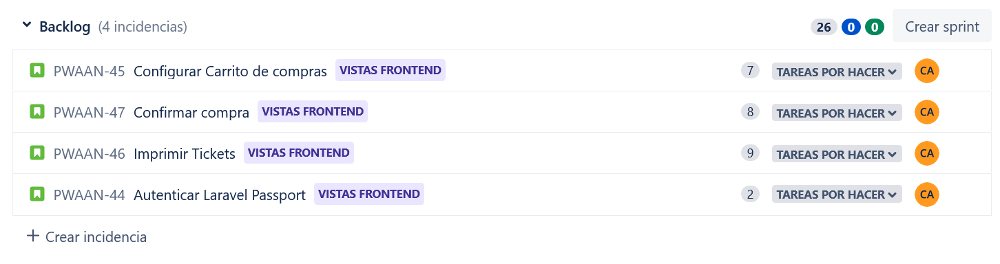 Backlog (4 incidencias) 26 0 0 Crear sprint
PWAAN-45 Configurar Carrito de compras VISTAS FRONTEND 7 TAREAS POR HACER CA
PWAAN-47 Confirmar compra VISTAS FRONTEND 8 TAREAS POR HACER CA
PWAAN-46 Imprimir Tickets VISTAS FRONTEND 9 TAREAS POR HACER CA
PWAAN-44 Autenticar Laravel Passport VISTAS FRONTEND 2 TAREAS POR HACER CA
+ Crear incidencia